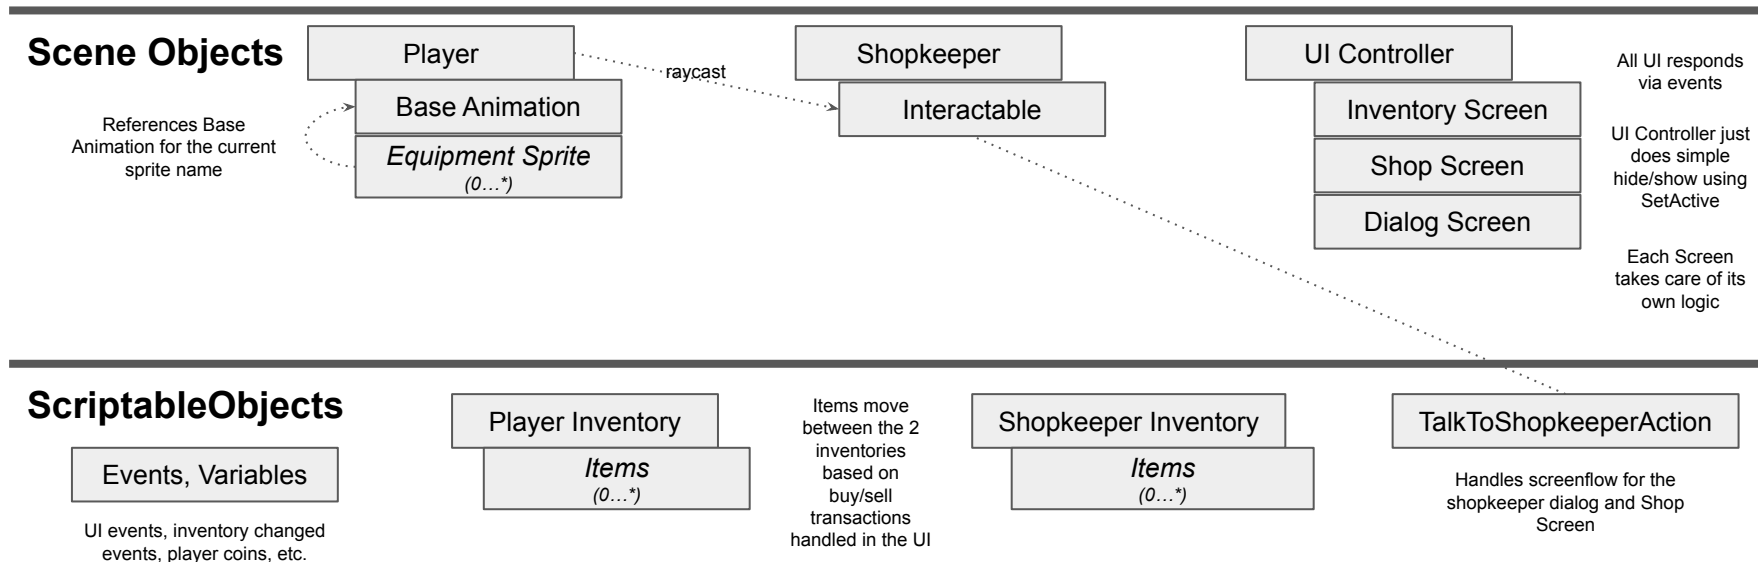 Scene Objects
Player
Base Animation
Equipment Sprite
(0...*)
References Base
Animation for the current
sprite name
raycast
Shopkeeper
Interactable
UI Controller
Inventory Screen
Shop Screen
Dialog Screen
All UI responds
via events
UI Controller just
does simple
hide/show using
SetActive
Each Screen
takes care of its
own logic
ScriptableObjects
Events, Variables
UI events, inventory changed
events, player coins, etc.
Player Inventory
Items
(0...*)
Items move
between the 2
inventories
based on
buy/sell
transactions
handled in the UI
Shopkeeper Inventory
Items
(0...*)
TalkToShopkeeperAction
Handles screenflow for the
shopkeeper dialog and Shop
Screen